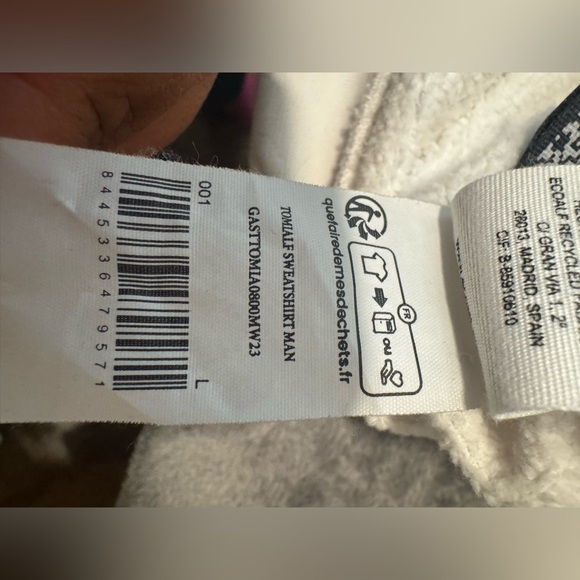 FR
OU
quefairedemesdechets.fr
TOMIALF SWEATSHIRT MAN
GASTTOMIA0800MW23
001
L
8445336479571
ECOALF RECYCLED
C/ GRAN VIA 1, 2º
28013. MADRID. SPAIN
CIF: B-85910610